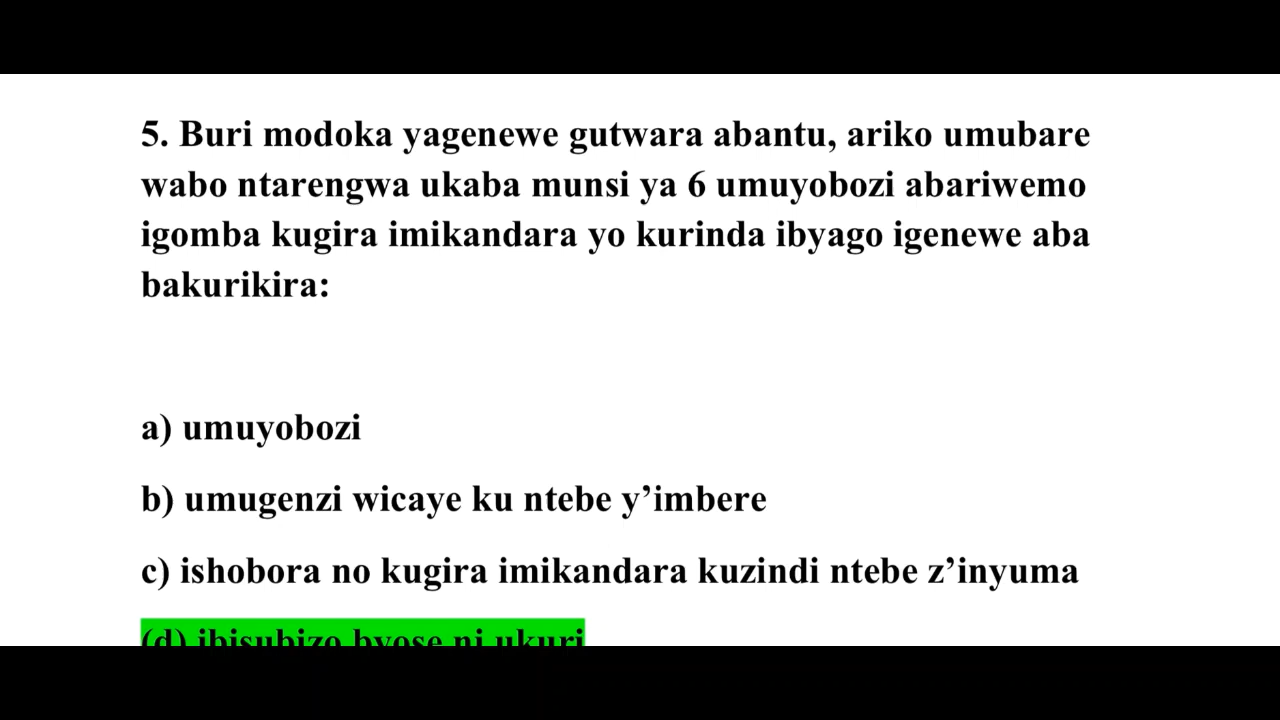 5. Buri modoka yagenewe gutwara abantu, ariko umubare
wabo ntarengwa ukaba munsi ya 6 umuyobozi abariwemo
igomba kugira imikandara yo kurinda ibyago igenewe aba
bakurikira:
a) umuyobozi
b) umugenzi wicaye ku ntebe y’imbere
c) ishobora no kugira imikandara kuzindi ntebe z’inyuma
(d) ibisubizo byose ni ukuri